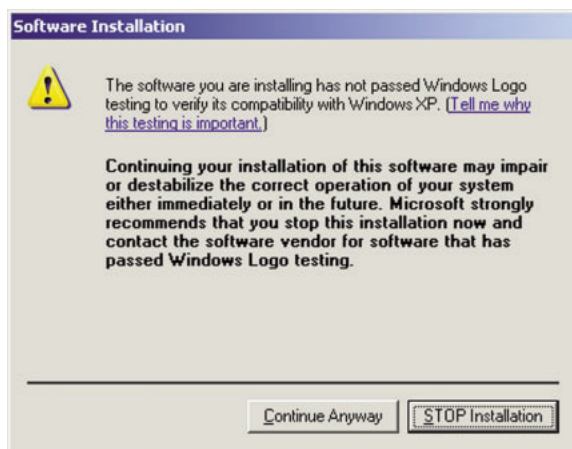 Software Installation
The software you are installing has not passed Windows Logo
testing to verify its compatibility with Windows XP. (Tell me why
this testing is important.)
Continuing your installation of this software may impair
or destabilize the correct operation of your system
either immediately or in the future. Microsoft strongly
recommends that you stop this installation now and
contact the software vendor for software that has
passed Windows Logo testing.
Continue Anyway
STOP Installation